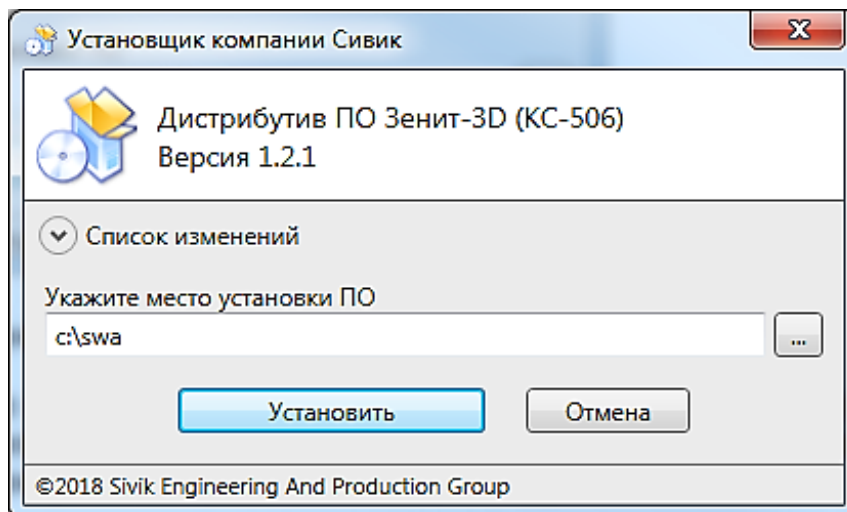 Установщик компании Сивик
Дистрибутив ПО Зенит-3D (КС-506)
Версия 1.2.1
Список изменений
Укажите место установки ПО
c:\swa
...
Установить
Отмена
©2018 Sivik Engineering And Production Group